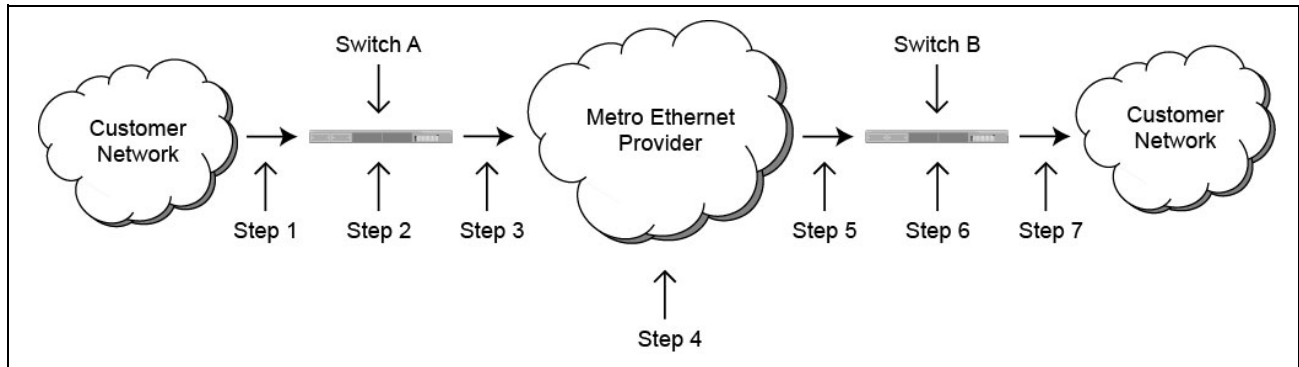 Switch A
Switch B
Customer
Network
Metro Ethernet
Provider
Customer
Network
Step 1
Step 2
Step 3
Step 5
Step 6
Step 7
Step 4